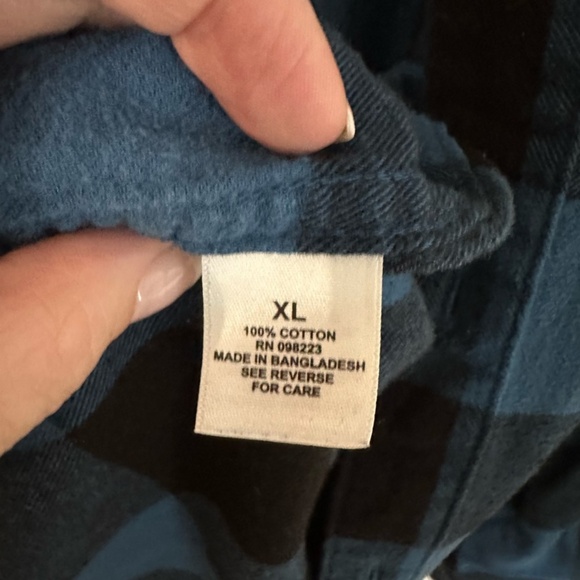 XL
100% COTTON
RN 098223
MADE IN BANGLADESH
SEE REVERSE
FOR CARE